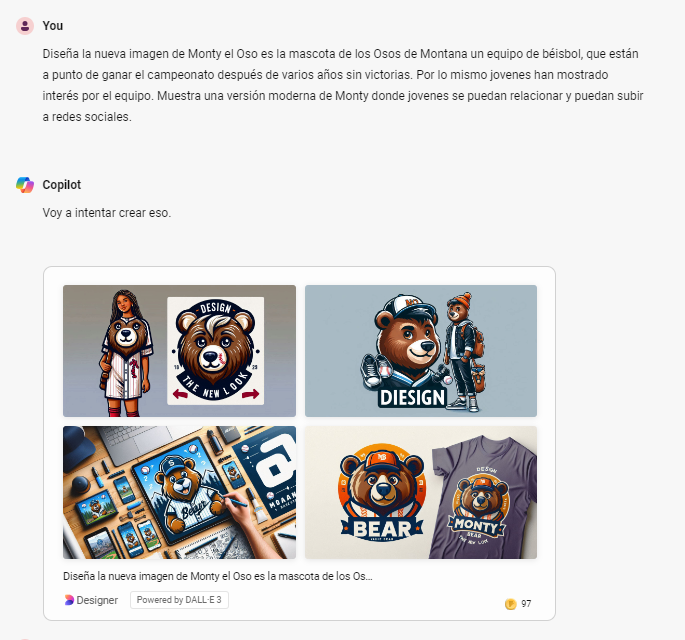 You
Diseña la nueva imagen de Monty el Oso es la mascota de los Osos de Montana un equipo de béisbol, que están
a punto de ganar el campeonato después de varios años sin victorias. Por lo mismo jovenes han mostrado
interés por el equipo. Muestra una versión moderna de Monty donde jovenes se puedan relacionar y puedan subir
a redes sociales.
Copilot
Voy a intentar crear eso.
DESIGN
THE NEW LOOK
DIESIGN
BEAR
DESIGN
MONTY
BEAR
Diseña la nueva imagen de Monty el Oso es la mascota de los Os...
Designer
Powered by DALL·E 3
97